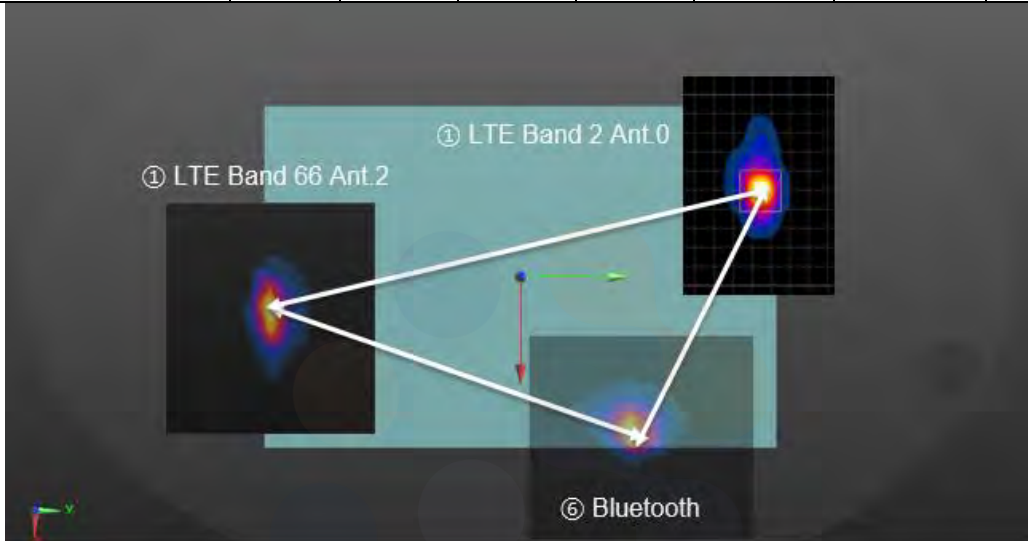 ① LTE Band 2 Ant.0
① LTE Band 66 Ant.2
⑥ Bluetooth
Y